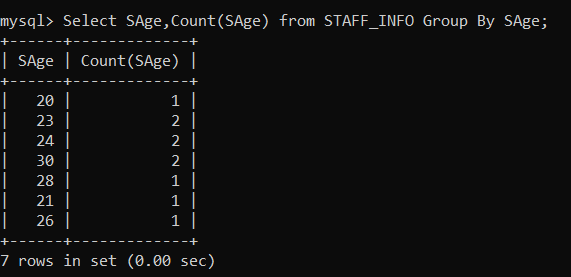 mysql> Select SAge,Count(SAge) from STAFF_INFO Group By SAge;
+------+-------------+
| SAge | Count(SAge) |
+------+-------------+
|   20 |           1 |
|   23 |           2 |
|   24 |           2 |
|   30 |           2 |
|   28 |           1 |
|   21 |           1 |
|   26 |           1 |
+------+-------------+
7 rows in set (0.00 sec)